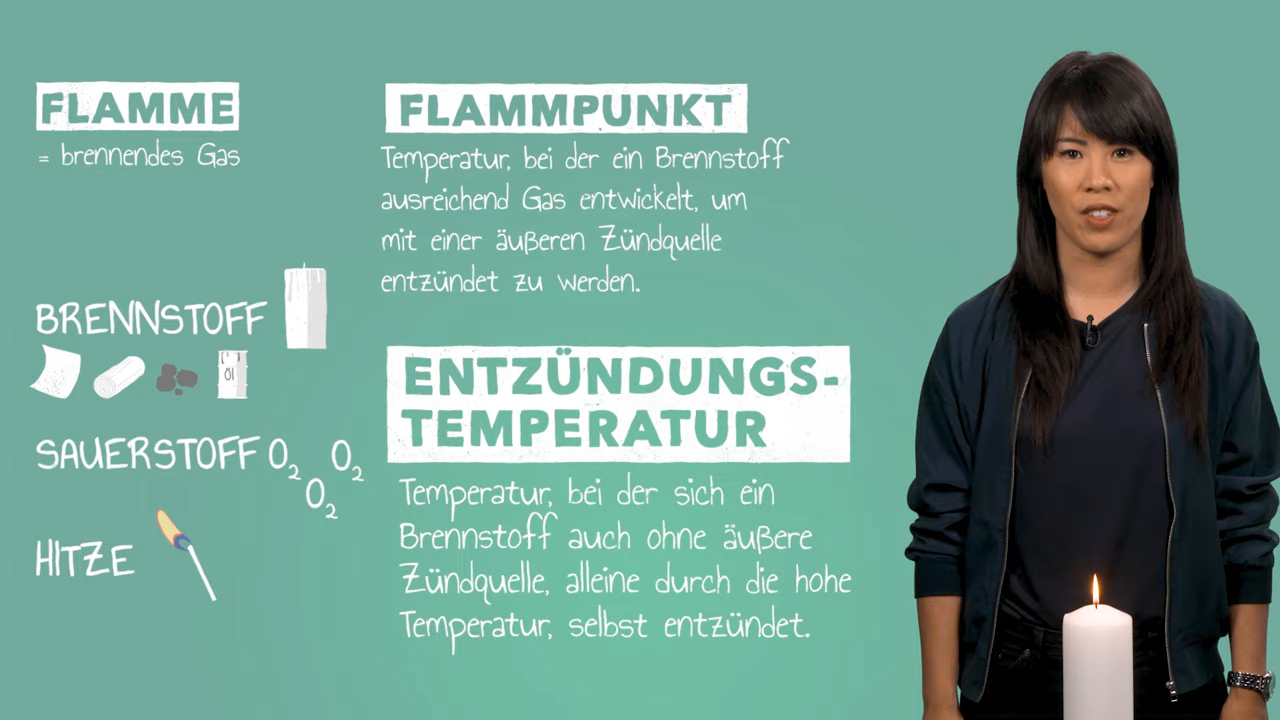 FLAMME
= brennendes Gas
BRENNSTOFF
Öl
SAUERSTOFF O₂ O₂
O₂
HITZE
FLAMMPUNKT
Temperatur, bei der ein Brennstoff
ausreichend Gas entwickelt, um
mit einer äußeren Zündquelle
entzündet zu werden.
ENTZÜNDUNGS-
TEMPERATUR
Temperatur, bei der sich ein
Brennstoff auch ohne äußere
Zündquelle, alleine durch die hohe
Temperatur, selbst entzündet.